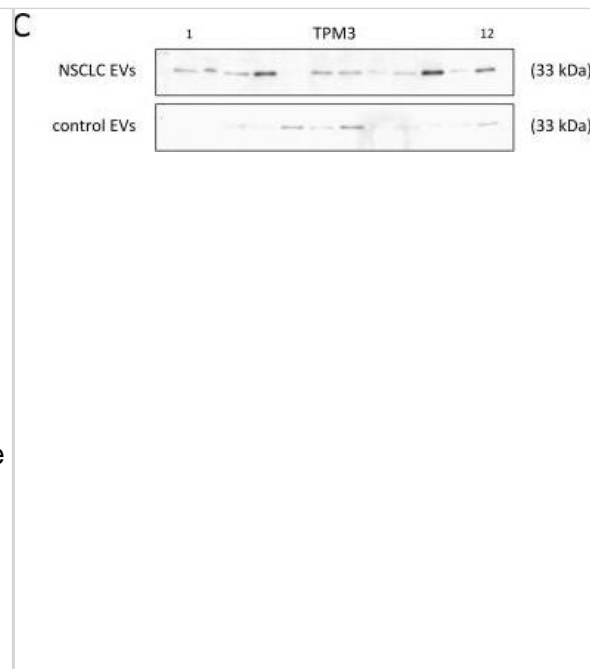 C
1 TPM3 12
NSCLC EVs (33 kDa)
control EVs (33 kDa)
e